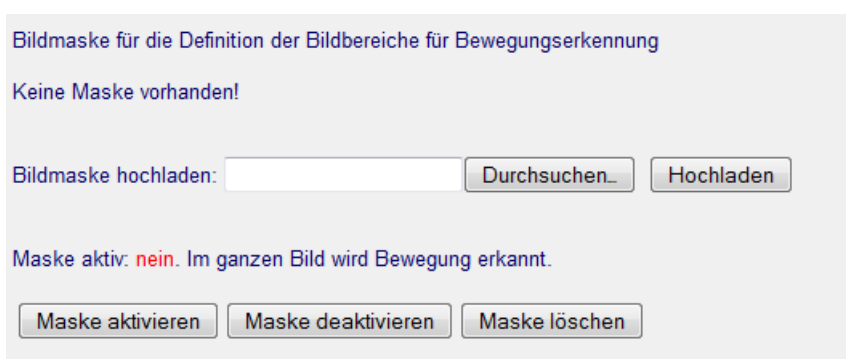 Bildmaske für die Definition der Bildbereiche für Bewegungserkennung
Keine Maske vorhanden!
Bildmaske hochladen: Durchsuchen... Hochladen
Maske aktiv: nein. Im ganzen Bild wird Bewegung erkannt.
Maske aktivieren Maske deaktivieren Maske löschen